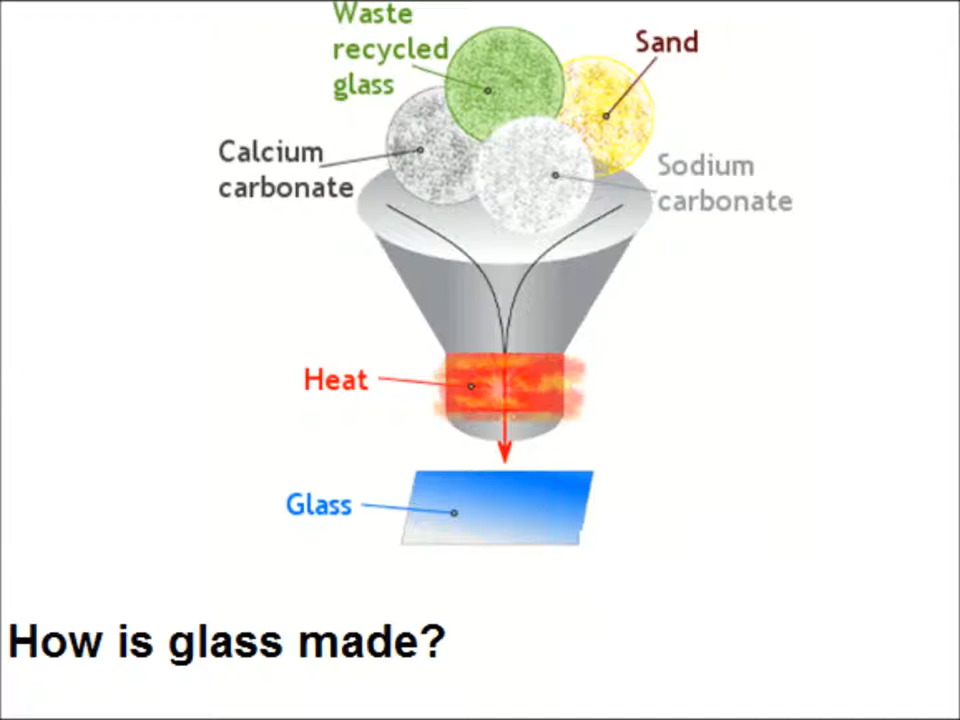 Waste
recycled
glass
Sand
Calcium
carbonate
Sodium
carbonate
Heat
Glass
How is glass made?